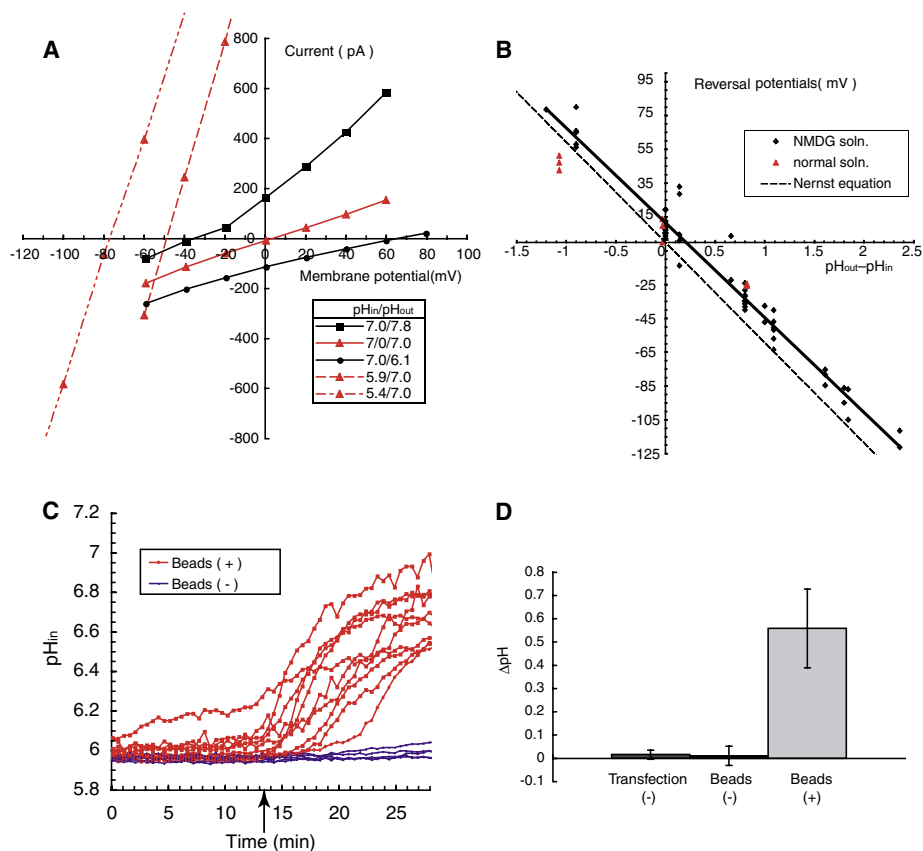 A
Current ( pA )
800
600
400
200
0
-200
-400
-600
-800
-120 -100 -80 -60 -40 -20 0 20 40 60 80 100
Membrane potential(mV)
pHin/pHout
7.0/7.8
7/0/7.0
7.0/6.1
5.9/7.0
5.4/7.0
B
Reversal potentials( mV )
95
75
55
35
15
-5
-25
-45
-65
-85
-105
-125
-1.5 -1 -0.5 0 0.5 1 1.5 2 2.5
pHout–pHin
NMDG soln.
normal soln.
Nernst equation
C
7.2
7
6.8
6.6
6.4
6.2
6
5.8
pHin
Beads ( + )
Beads ( - )
0 5 10 15 20 25
Time (min)
D
0.8
0.7
0.6
0.5
0.4
0.3
0.2
0.1
0
-0.1
ΔpH
Transfection Beads Beads
(-) (-) (+)